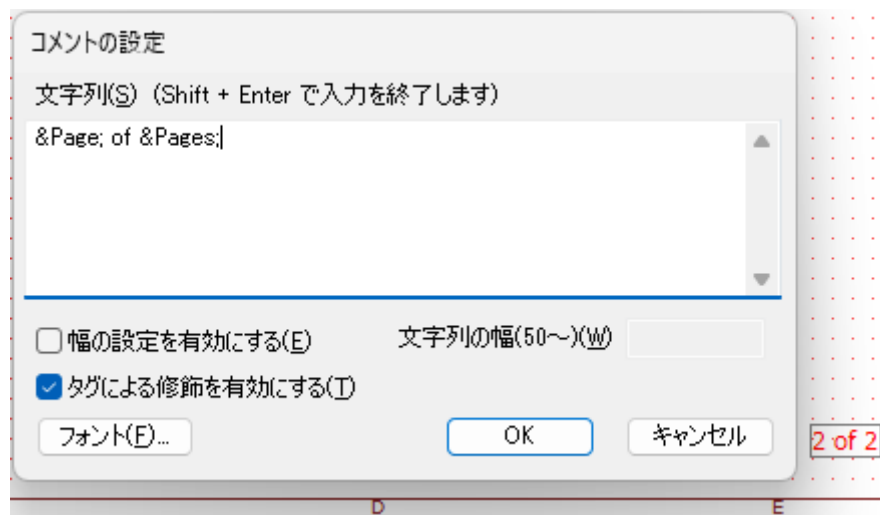 コメントの設定
文字列(S) (Shift + Enter で入力を終了します)
&Page; of &Pages;
幅の設定を有効にする(E)
文字列の幅(50～)(W)
タグによる修飾を有効にする(T)
フォント(F)...
OK
キャンセル
2 of 2
D
E